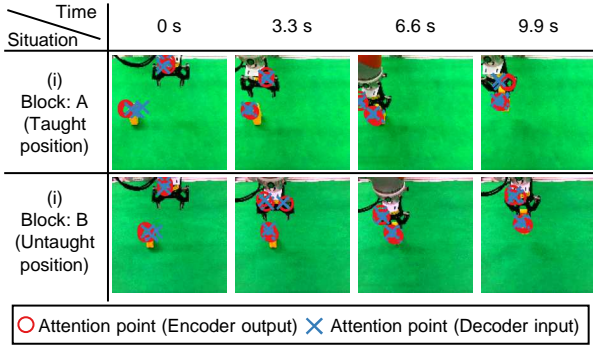 Time
Situation
0 s
3.3 s
6.6 s
9.9 s
(i)
Block: A
(Taught
position)
(i)
Block: B
(Untaught
position)
Attention point (Encoder output)
Attention point (Decoder input)